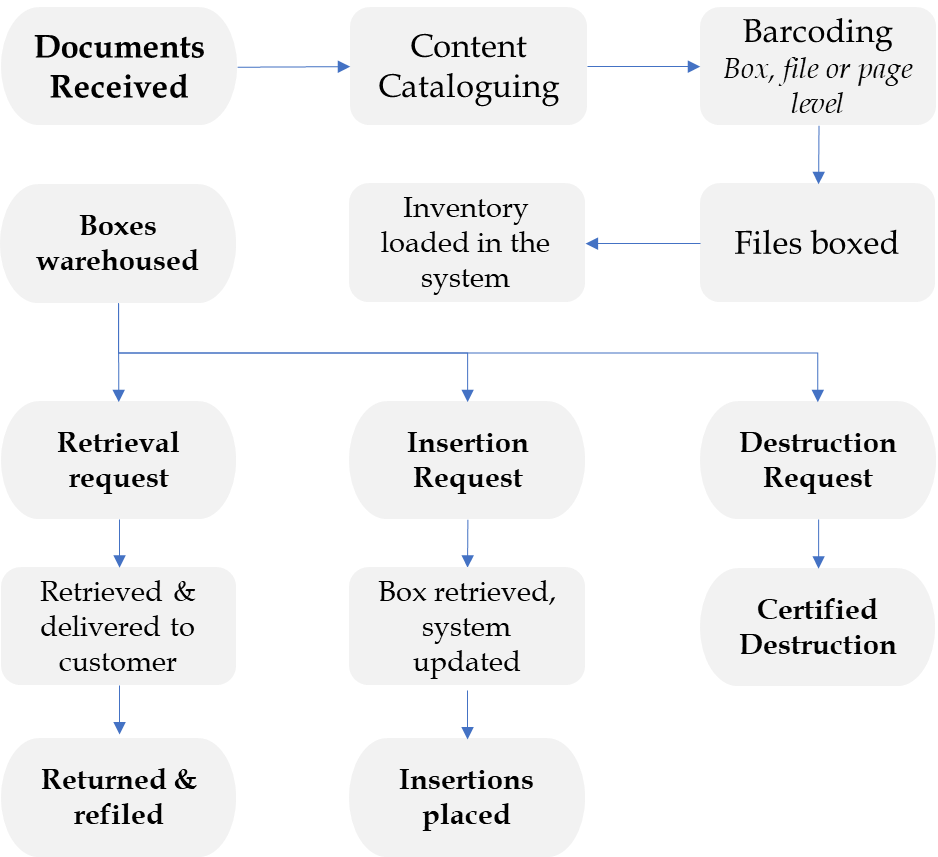 Documents
Received
Content
Cataloguing
Barcoding
Box, file or page
level
Boxes
warehoused
Inventory
loaded in the
system
Files boxed
Retrieval
request
Insertion
Request
Destruction
Request
Retrieved &
delivered to
customer
Box retrieved,
system
updated
Certified
Destruction
Returned &
refiled
Insertions
placed